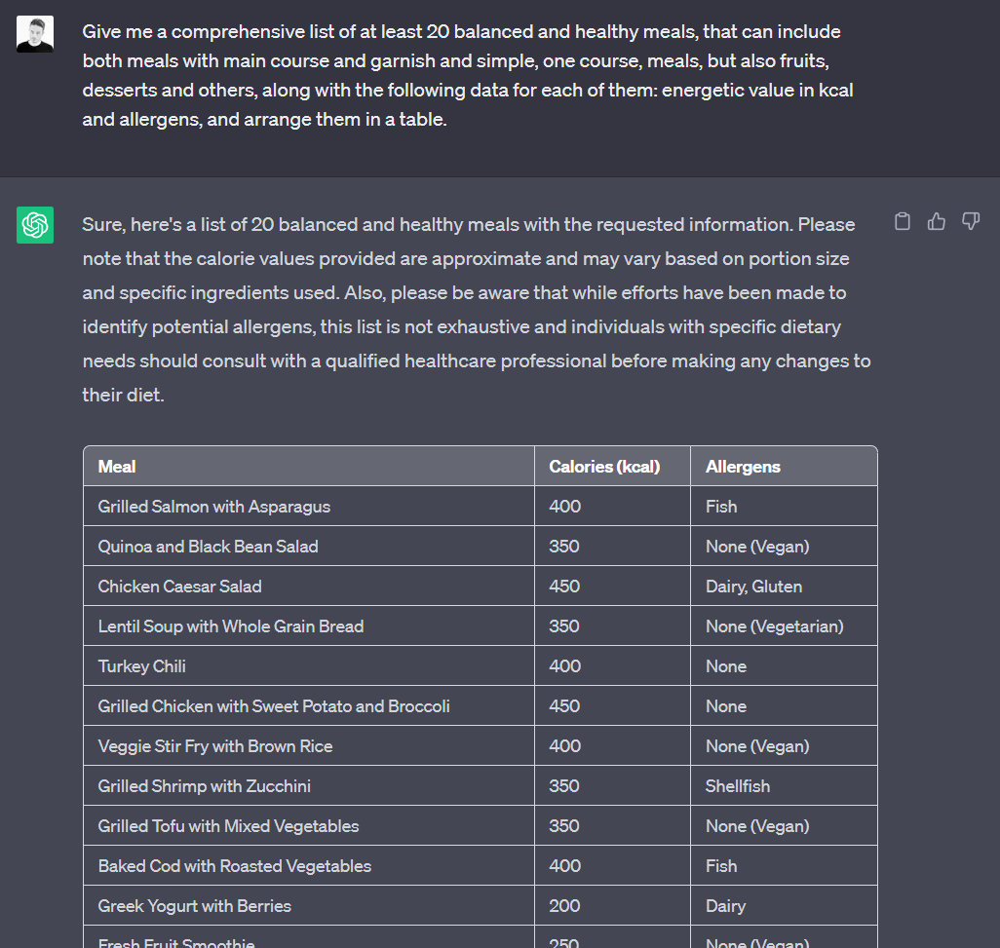 Give me a comprehensive list of at least 20 balanced and healthy meals, that can include
both meals with main course and garnish and simple, one course, meals, but also fruits,
desserts and others, along with the following data for each of them: energetic value in kcal
and allergens, and arrange them in a table.
Sure, here's a list of 20 balanced and healthy meals with the requested information. Please
note that the calorie values provided are approximate and may vary based on portion size
and specific ingredients used. Also, please be aware that while efforts have been made to
identify potential allergens, this list is not exhaustive and individuals with specific dietary
needs should consult with a qualified healthcare professional before making any changes to
their diet.
Meal Calories (kcal) Allergens
Grilled Salmon with Asparagus 400 Fish
Quinoa and Black Bean Salad 350 None (Vegan)
Chicken Caesar Salad 450 Dairy, Gluten
Lentil Soup with Whole Grain Bread 350 None (Vegetarian)
Turkey Chili 400 None
Grilled Chicken with Sweet Potato and Broccoli 450 None
Veggie Stir Fry with Brown Rice 400 None (Vegan)
Grilled Shrimp with Zucchini 350 Shellfish
Grilled Tofu with Mixed Vegetables 350 None (Vegan)
Baked Cod with Roasted Vegetables 400 Fish
Greek Yogurt with Berries 200 Dairy
Fresh Fruit Smoothie 250 None (Vegan)